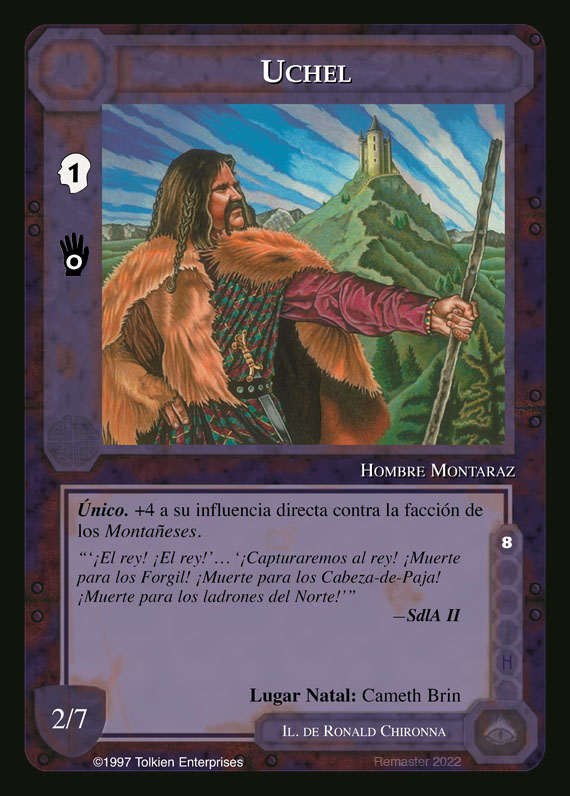 UCHEL
1
0
HOMBRE MONTARAZ
Único. +4 a su influencia directa contra la facción de
los Montañeses.
“‘¡El rey! ¡El rey!’… ‘¡Capturaremos al rey! ¡Muerte
para los Forgil! ¡Muerte para los Cabeza-de-Paja!
¡Muerte para los ladrones del Norte!’”
—SdlA II
8
H
Lugar Natal: Cameth Brin
2/7
IL. DE RONALD CHIRONNA
©1997 Tolkien Enterprises
Remaster 2022